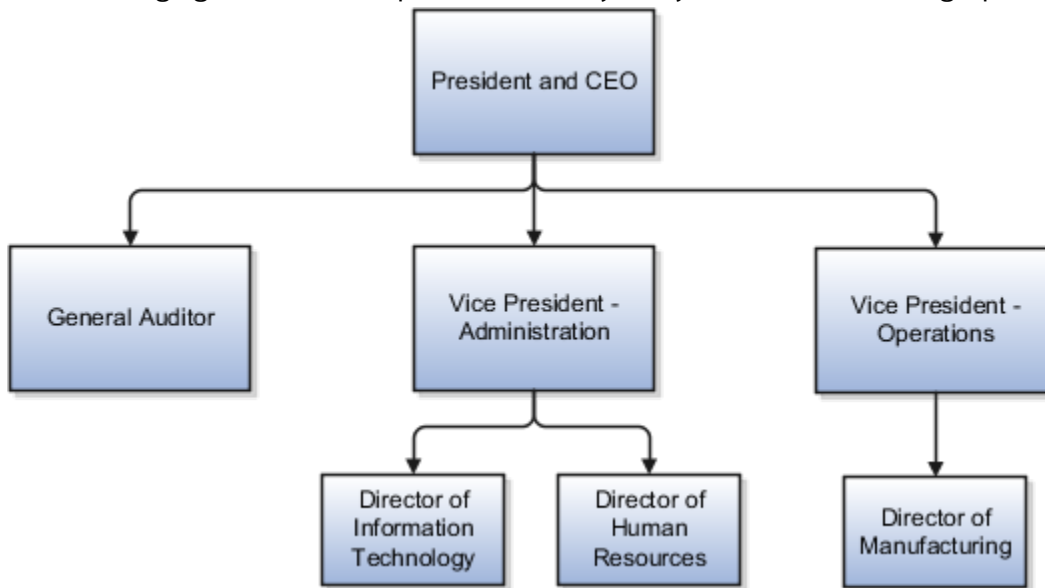 President and CEO
General Auditor
Vice President -
Administration
Vice President -
Operations
Director of
Information
Technology
Director of
Human
Resources
Director of
Manufacturing